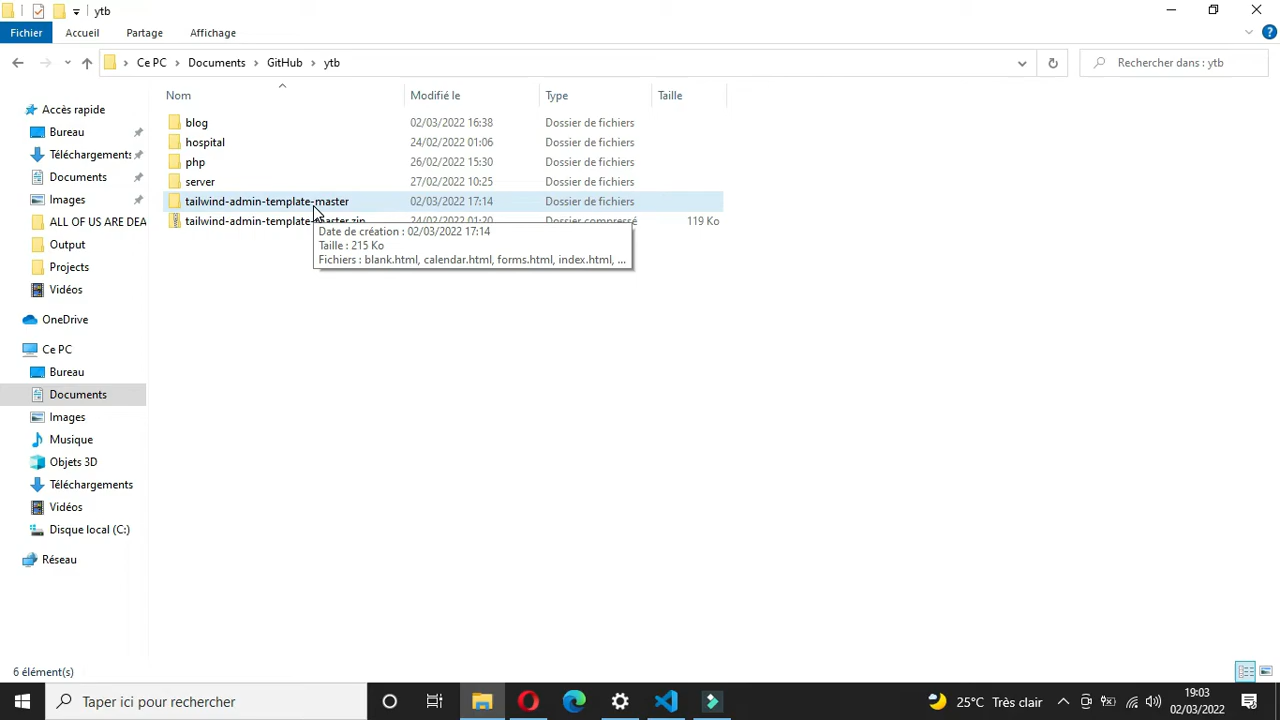 ytb
Fichier Accueil Partage Affichage
Ce PC Documents GitHub ytb
Rechercher dans : ytb
Nom Modifié le Type Taille
Accès rapide
Bureau
Téléchargements
Documents
Images
ALL OF US ARE DEA
Output
Projects
Vidéos
OneDrive
Ce PC
Bureau
Documents
Images
Musique
Objets 3D
Téléchargements
Vidéos
Disque local (C:)
Réseau
blog 02/03/2022 16:38 Dossier de fichiers
hospital 24/02/2022 01:06 Dossier de fichiers
php 26/02/2022 15:30 Dossier de fichiers
server 27/02/2022 10:25 Dossier de fichiers
tailwind-admin-template-master 02/03/2022 17:14 Dossier de fichiers
tailwind-admin-template-master.zip 24/02/2022 01:20 Dossier compressé 119 Ko
Date de création : 02/03/2022 17:14
Taille : 215 Ko
Fichiers : blank.html, calendar.html, forms.html, index.html, ...
6 élément(s)
Taper ici pour rechercher
25°C Très clair
19:03
02/03/2022